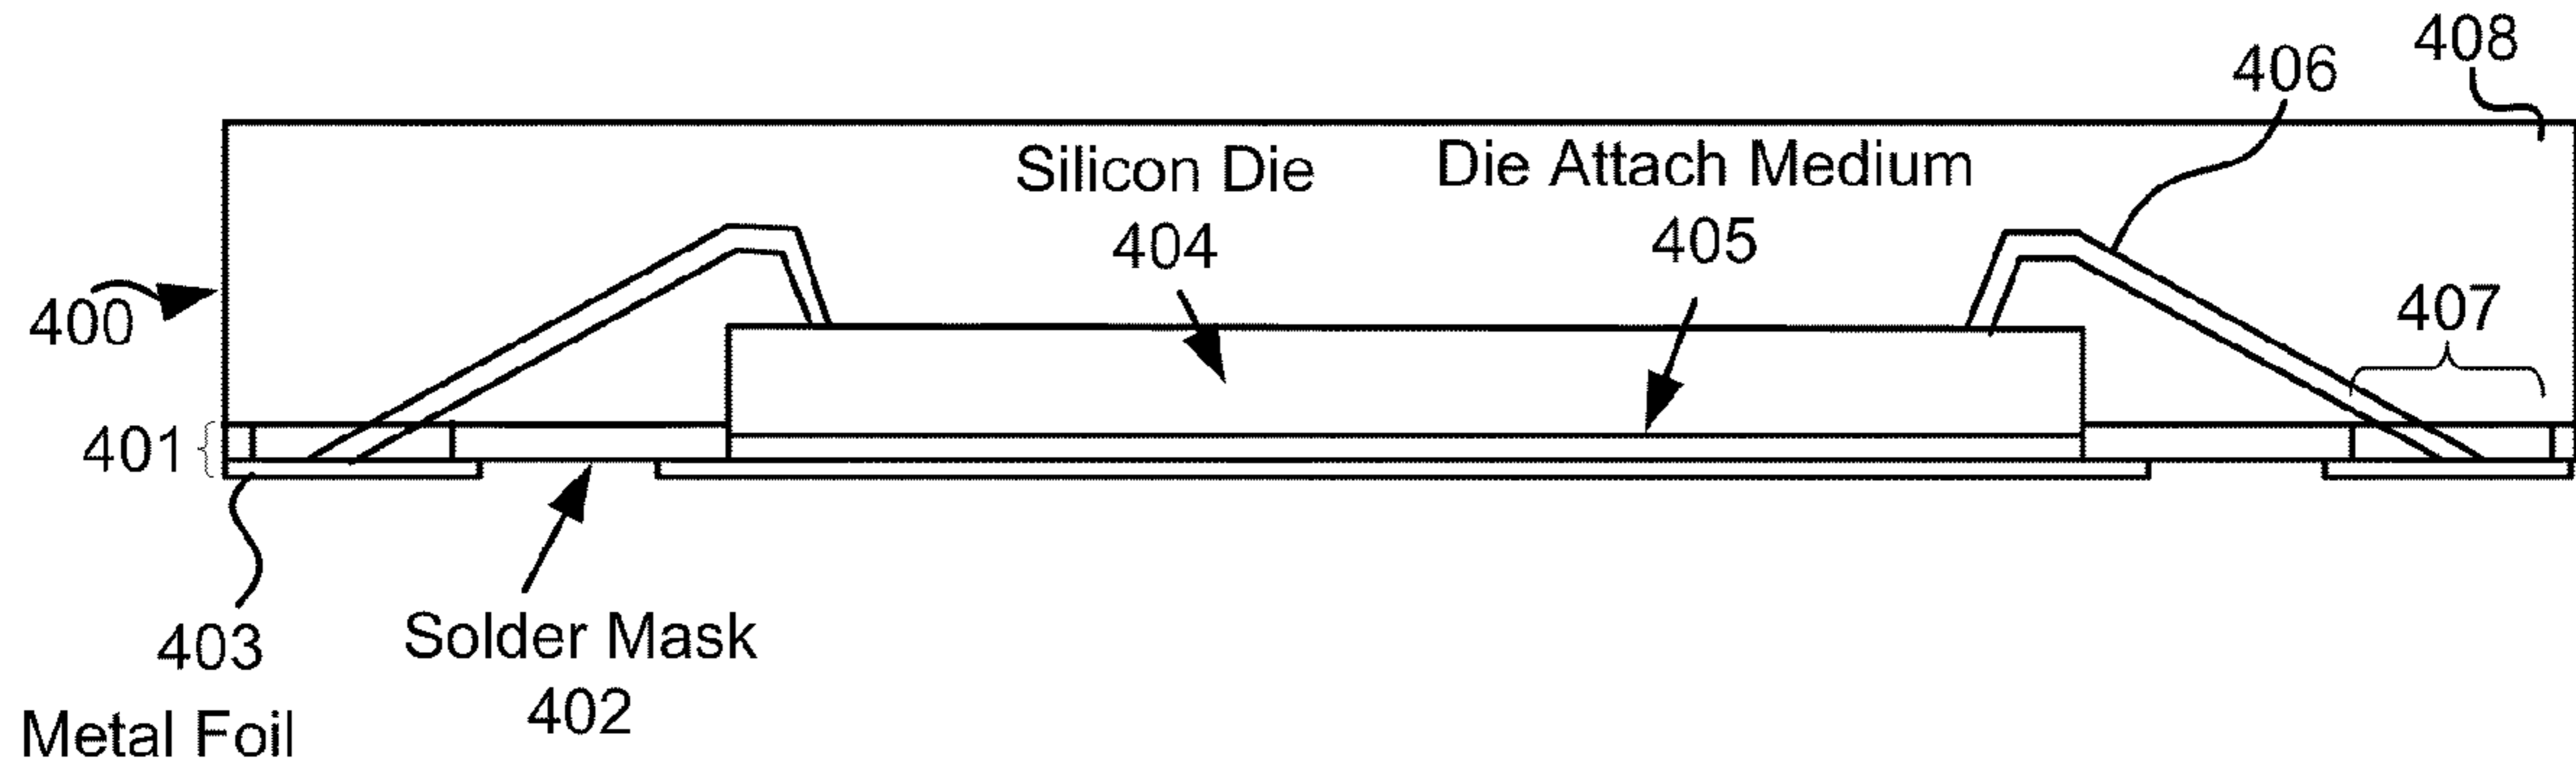 408
406
Silicon Die
404
Die Attach Medium
405
400
407
401
403
Metal Foil
Solder Mask
402